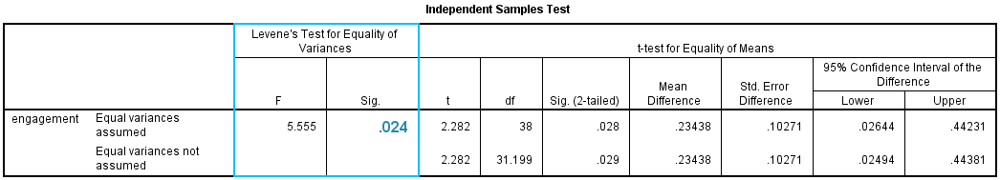 Independent Samples Test
Levene's Test for Equality of
Variances
t-test for Equality of Means
F
Sig.
t
df
Sig. (2-tailed)
Mean
Difference
Std. Error
Difference
95% Confidence Interval of the
Difference
Lower
Upper
engagement
Equal variances
assumed
5.555 .024 2.282 38 .028 .23438 .10271 .02644 .44231
Equal variances not
assumed
2.282 31.199 .029 .23438 .10271 .02494 .44381